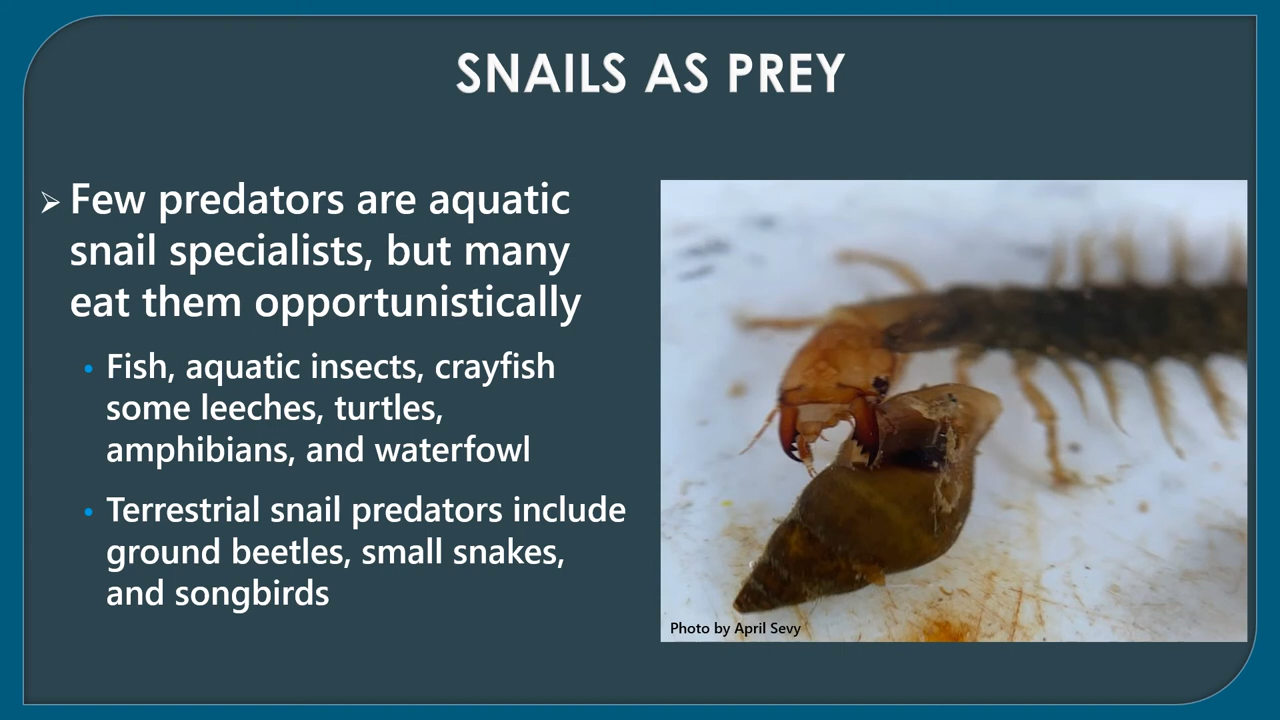 SNAILS AS PREY
Few predators are aquatic
snail specialists, but many
eat them opportunistically
Fish, aquatic insects, crayfish
some leeches, turtles,
amphibians, and waterfowl
Terrestrial snail predators include
ground beetles, small snakes,
and songbirds
Photo by April Sevy